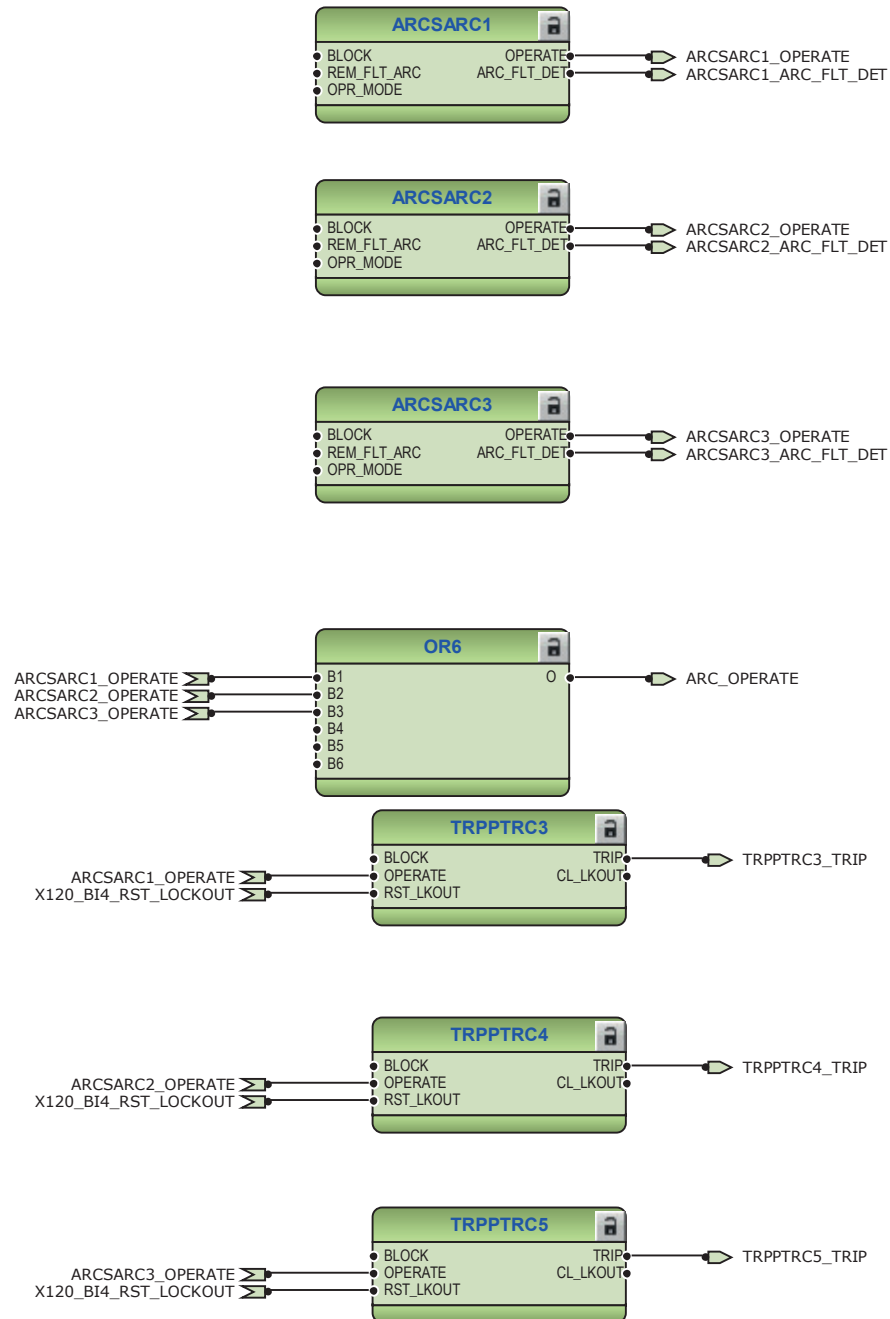 ARCSARC1
BLOCK OPERATE ARCSARC1_OPERATE
REM_FLT_ARC ARC_FLT_DET ARCSARC1_ARC_FLT_DET
OPR_MODE
ARCSARC2
BLOCK OPERATE ARCSARC2_OPERATE
REM_FLT_ARC ARC_FLT_DET ARCSARC2_ARC_FLT_DET
OPR_MODE
ARCSARC3
BLOCK OPERATE ARCSARC3_OPERATE
REM_FLT_ARC ARC_FLT_DET ARCSARC3_ARC_FLT_DET
OPR_MODE
OR6
ARCSARC1_OPERATE B1 O ARC_OPERATE
ARCSARC2_OPERATE B2
ARCSARC3_OPERATE B3
B4
B5
B6
TRPPTRC3
BLOCK TRIP TRPPTRC3_TRIP
ARCSARC1_OPERATE OPERATE CL_LKOUT
X120_BI4_RST_LOCKOUT RST_LKOUT
TRPPTRC4
BLOCK TRIP TRPPTRC4_TRIP
ARCSARC2_OPERATE OPERATE CL_LKOUT
X120_BI4_RST_LOCKOUT RST_LKOUT
TRPPTRC5
BLOCK TRIP TRPPTRC5_TRIP
ARCSARC3_OPERATE OPERATE CL_LKOUT
X120_BI4_RST_LOCKOUT RST_LKOUT